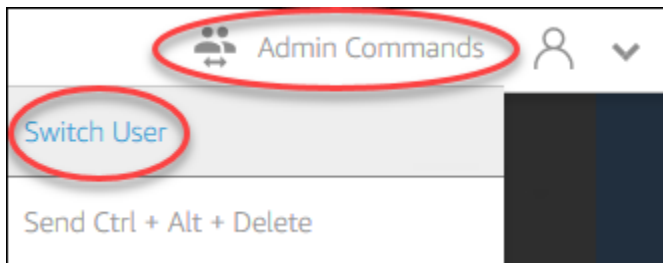 Admin Commands
Switch User
Send Ctrl + Alt + Delete